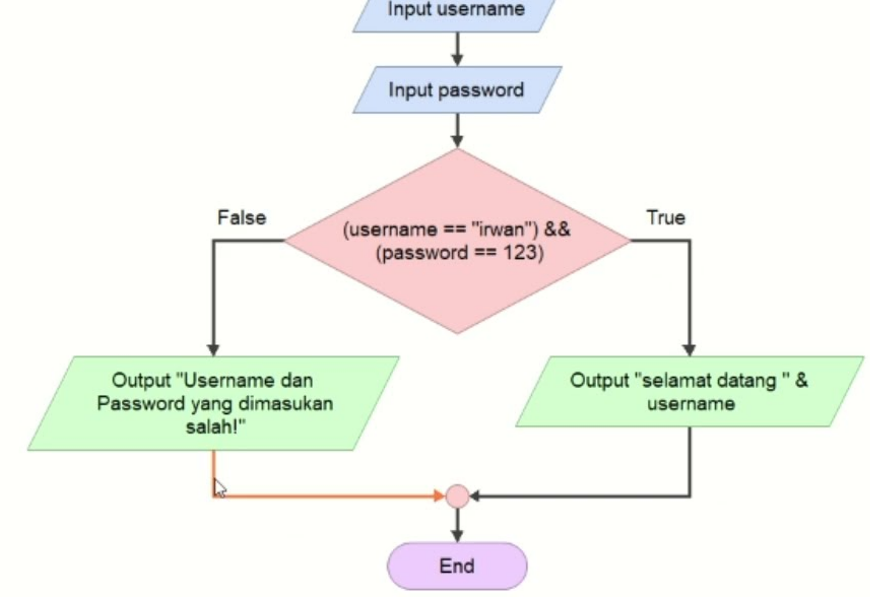 Input username
Input password
False
(username == "irwan") &&
(password == 123)
True
Output "Username dan
Password yang dimasukan
salah!"
Output "selamat datang " &
username
End